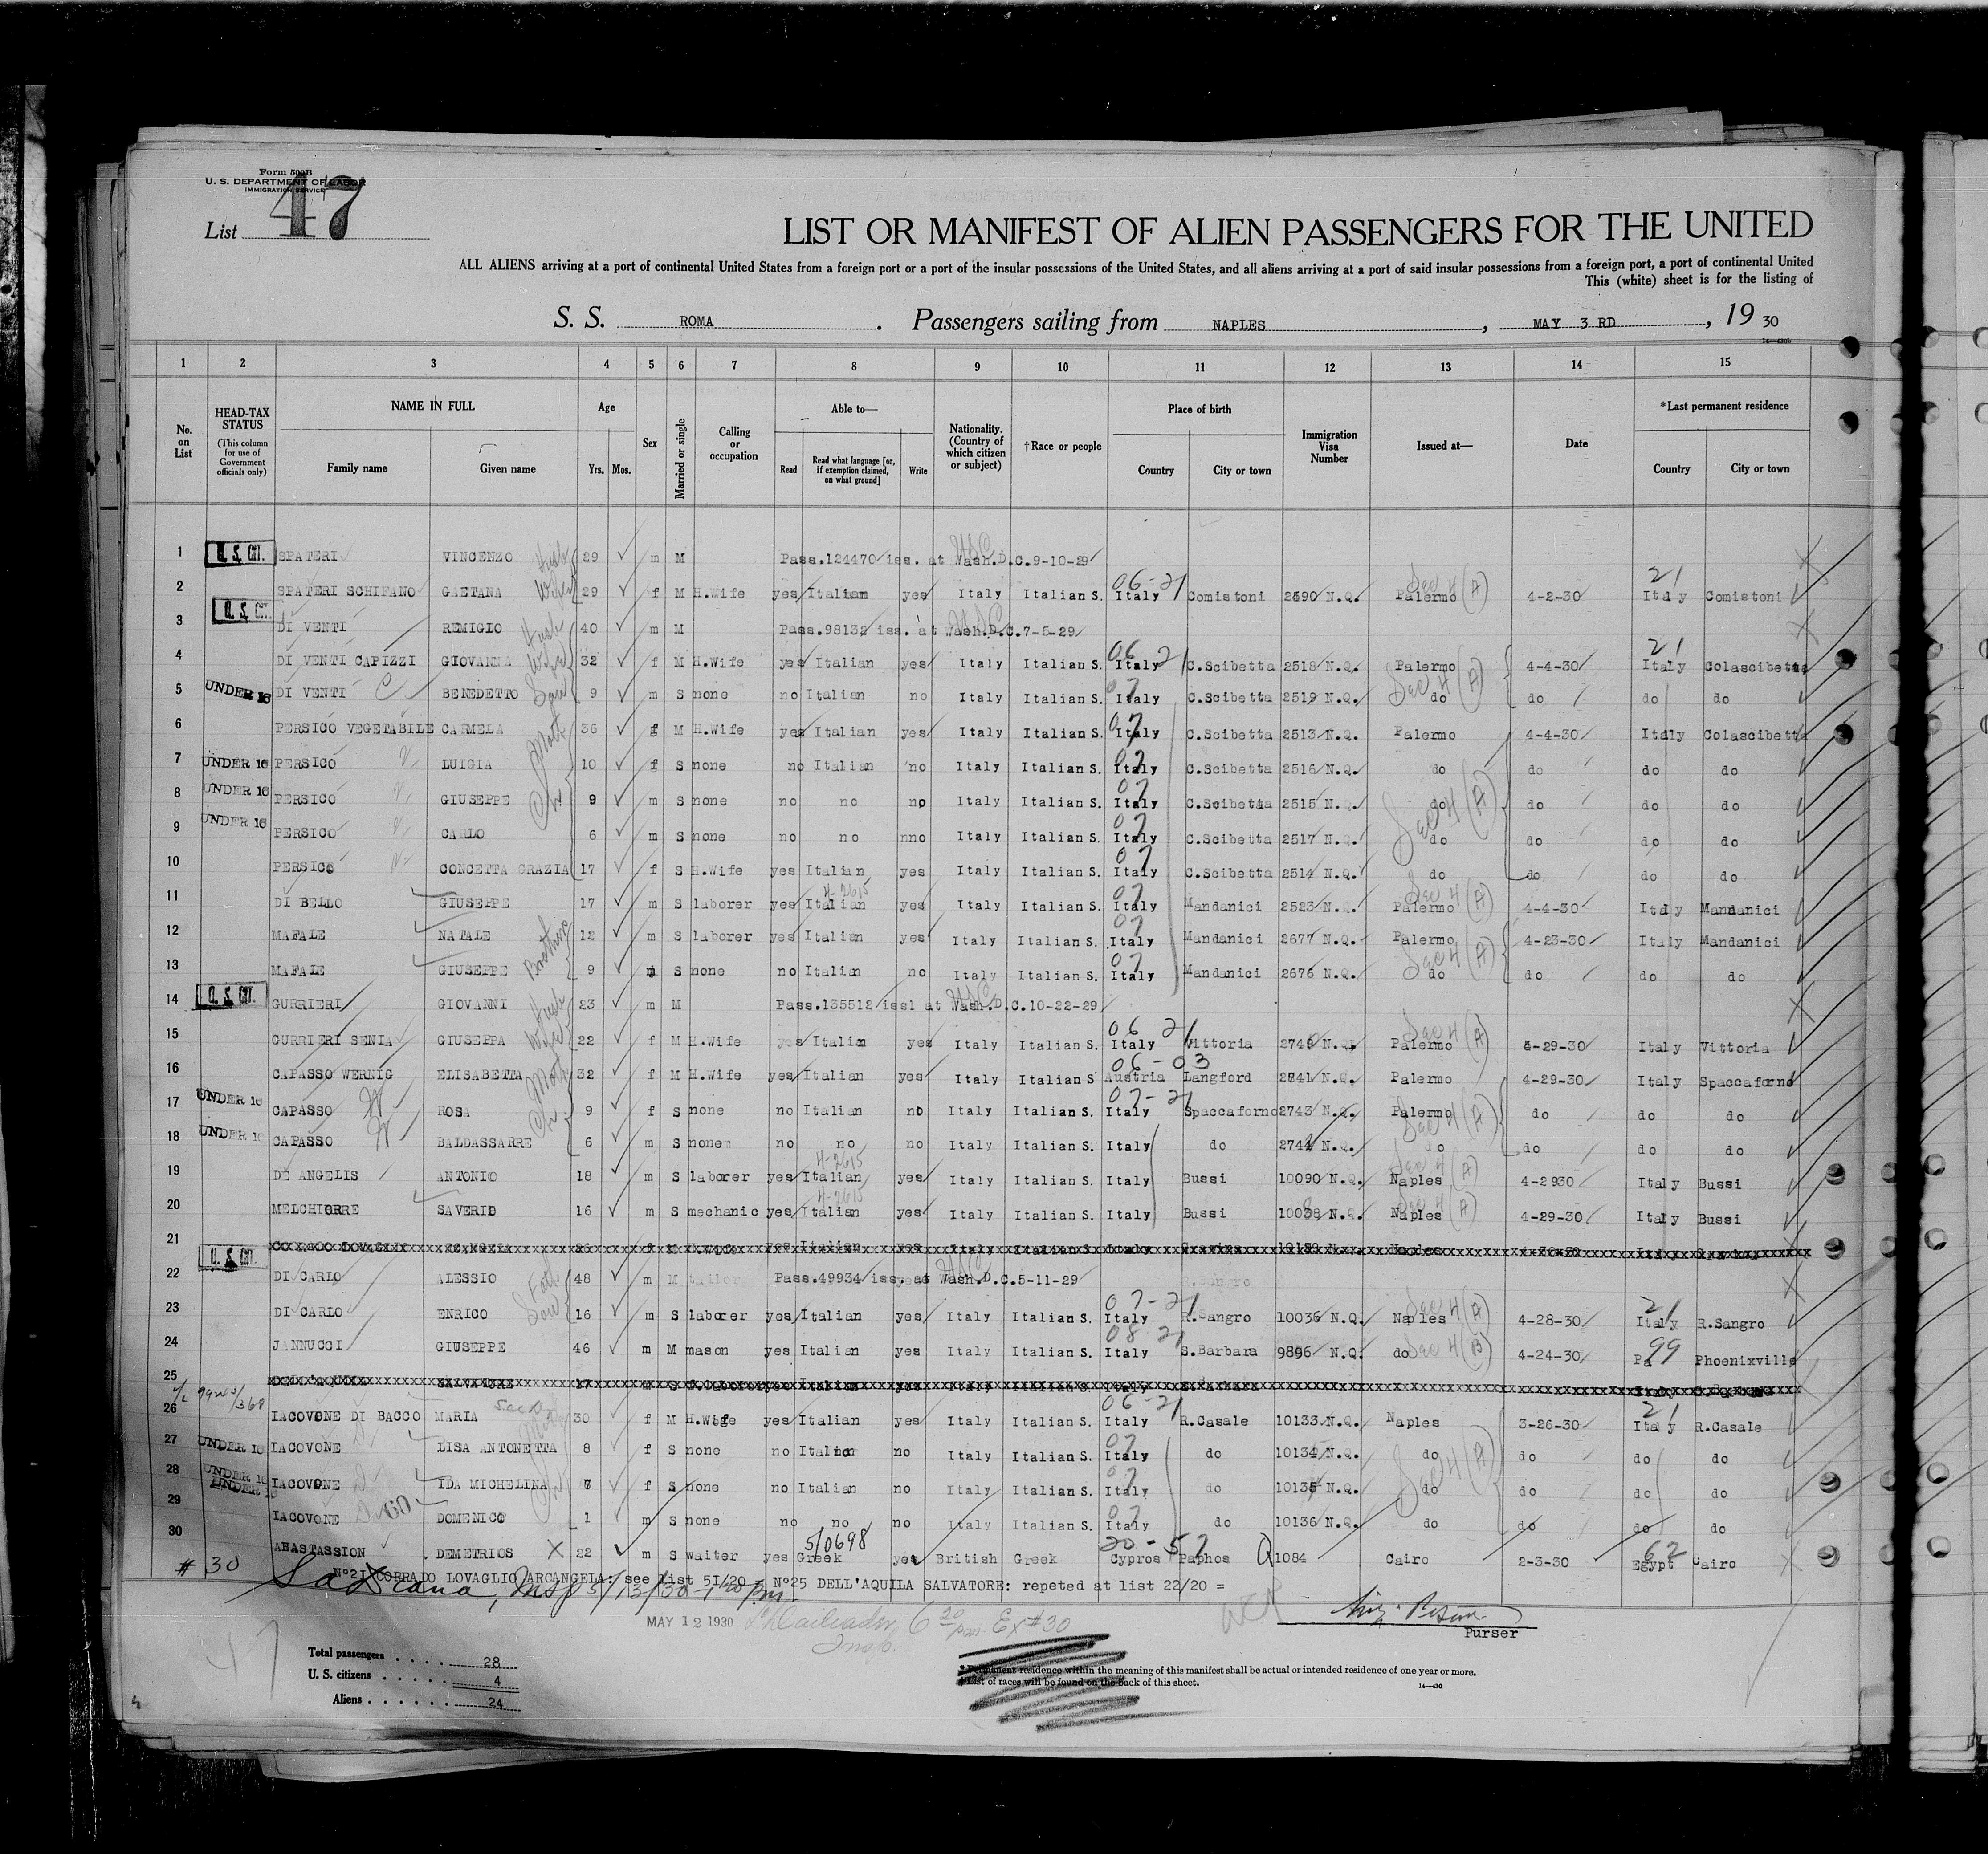 Form 500B
U. S. DEPARTMENT OF LABOR
IMMIGRATION SERVICE
List 47
LIST OR MANIFEST OF ALIEN PASSENGERS FOR THE UNITED
ALL ALIENS arriving at a port of continental United States from a foreign port or a port of the insular possessions of the United States, and all aliens arriving at a port of said insular possessions from a foreign port, a port of continental United
This (white) sheet is for the listing of
S. S. ROMA. Passengers sailing from NAPLES, MAY 3 RD, 19 30
1 2 3 4 5 6 7 8 9 10 11 12 13 14 15
No. on List HEAD-TAX STATUS (This column for use of Government officials only) NAME IN FULL Family name Given name Age Yrs. Mos. Sex Married or single Calling or occupation Able to— Read Read what language [or, if exemption claimed, on what ground] Write Nationality. (Country of which citizen or subject) †Race or people Place of birth Country City or town Immigration Visa Number Issued at— Date *Last permanent residence Country City or town
1 U.S. CIT. SPATERI VINCENZO Husb 29 m M Pass.124470 iss. at Wash.D.C.9-10-29
2 SPATERI SCHIFANO GAETANA Wife 29 f M H.Wife yes Italian yes Italy Italian S. Italy Comistoni 2590 N.Q. Palermo 4-2-30 Italy Comistoni
3 U.S. CIT. DI VENTI REMIGIO Husb 40 m M Pass.98132 iss. at Wash.D.C.7-5-29
4 DI VENTI CAPIZZI GIOVANNA Wife 32 f M H.Wife yes Italian yes Italy Italian S. Italy C.Scibetta 2518 N.Q. Palermo 4-4-30 Italy Colascibetta
5 UNDER 16 DI VENTI BENEDETTO Son 9 m S none no Italian no Italy Italian S. Italy C.Scibetta 2519 N.Q. do do do do
6 PERSICO VEGETABILE CARMELA 36 f M H.Wife yes Italian yes Italy Italian S. Italy C.Scibetta 2513 N.Q. Palermo 4-4-30 Italy Colascibetta
7 UNDER 16 PERSICO LUIGIA 10 f S none no Italian no Italy Italian S. Italy C.Scibetta 2516 N.Q. do do do do
8 UNDER 16 PERSICO GIUSEPPE 9 m S none no no no Italy Italian S. Italy C.Scibetta 2515 N.Q. do do do do
9 UNDER 16 PERSICO CARLO 6 m S none no no nno Italy Italian S. Italy C.Scibetta 2517 N.Q. do do do do
10 PERSICO CONCETTA GRAZIA 17 f S H.Wife yes Italian yes Italy Italian S. Italy C.Scibetta 2514 N.Q. do do do do
11 DI BELLO GIUSEPPE 17 m S laborer yes Italian yes Italy Italian S. Italy Mandanici 2523 N.Q. Palermo 4-4-30 Italy Mandanici
12 MAFALE NATALE 12 m S laborer yes Italian yes Italy Italian S. Italy Mandanici 2677 N.Q. Palermo 4-23-30 Italy Mandanici
13 MAFALE GIUSEPPE 9 m S none no Italian no Italy Italian S. Italy Mandanici 2676 N.Q. do do do do
14 U.S. CIT. GURRIERI GIOVANNI Husb 23 m M Pass.135512 iss1 at Wash.D.C.10-22-29
15 GURRIERI SENIA GIUSEPPA Wife 22 f M H.Wife yes Italian yes Italy Italian S. Italy Vittoria N.Q. Palermo Italy Vittoria
16 CAPASSO WERNIG ELISABETTA 32 f M H.Wife yes Italian yes Italy Italian S Austria Langford N.Q. Palermo 4-29-30 Italy Spaccaforno
17 UNDER 16 CAPASSO ROSA 9 f S none no Italian no Italy Italian S. Italy Spaccaforno 2743 N.Q. Palermo do do do
18 UNDER 16 CAPASSO BALDASSARRE 6 m S none no no no Italy Italian S. Italy do 2744 N.Q. do do do do
19 DE ANGELIS ANTONIO 18 m S laborer yes Italian yes Italy Italian S. Italy Bussi 10090 N.Q. Naples 4-2930 Italy Bussi
20 MELCHIORRE SAVERIO 16 m S mechanic yes Italian yes Italy Italian S. Italy Bussi N.Q. Naples 4-29-30 Italy Bussi
21
22 U.S. CIT. DI CARLO ALESSIO Fath 48 m M tailor Pass.49934 iss. at Wash.D.C.5-11-29
23 DI CARLO ENRICO Son 16 m S laborer yes Italian yes Italy Italian S. Italy R.Sangro 10036 N.Q. Naples 4-28-30 Italy R.Sangro
24 JANNUCCI GIUSEPPE 46 m M mason yes Italian yes Italy Italian S. Italy S.Barbara 9896 N.Q. do 4-24-30 Pa Phoenixville
25
26 IACOVONE DI BACCO MARIA 30 f M H.Wife yes Italian yes Italy Italian S. Italy R.Casale 10133 N.Q. Naples 3-26-30 Italy R.Casale
27 UNDER 16 IACOVONE LISA ANTONETTA 8 f S none no Italian no Italy Italian S. Italy do 10134 N.Q. do do do do
28 UNDER 16 IACOVONE IDA MICHELINA f S none no Italian no Italy Italian S. Italy do 10135 N.Q. do do do do
29 UNDER 16 IACOVONE DOMENICO 1 m S none no no no Italy Italian S. Italy do 10136 N.Q. do do do do
30 ANASTASSION DEMETRIOS X 22 m S waiter yes Greek yes British Greek Cypros Paphos 1084 Cairo 2-3-30 Egypt Cairo
# 30
N°21 CORRADO LOVAGLIO ARCANGELA: see list 51/20 = N°25 DELL'AQUILA SALVATORE: repeted at list 22/20 =
MAY 12 1930
Purser
Total passengers 28
U. S. citizens 4
Aliens 24
* Permanent residence within the meaning of this manifest shall be actual or intended residence of one year or more.
† List of races will be found on the back of this sheet.